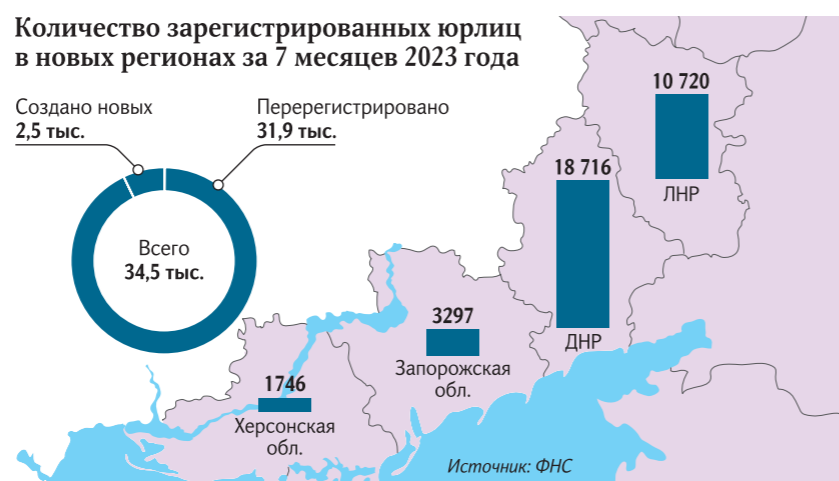 Количество зарегистрированных юрлиц
в новых регионах за 7 месяцев 2023 года
Создано новых
2,5 тыс.
Перерегистрировано
31,9 тыс.
Всего
34,5 тыс.
10 720
ЛНР
18 716
ДНР
3297
Запорожская
обл.
1746
Херсонская
обл.
Источник: ФНС